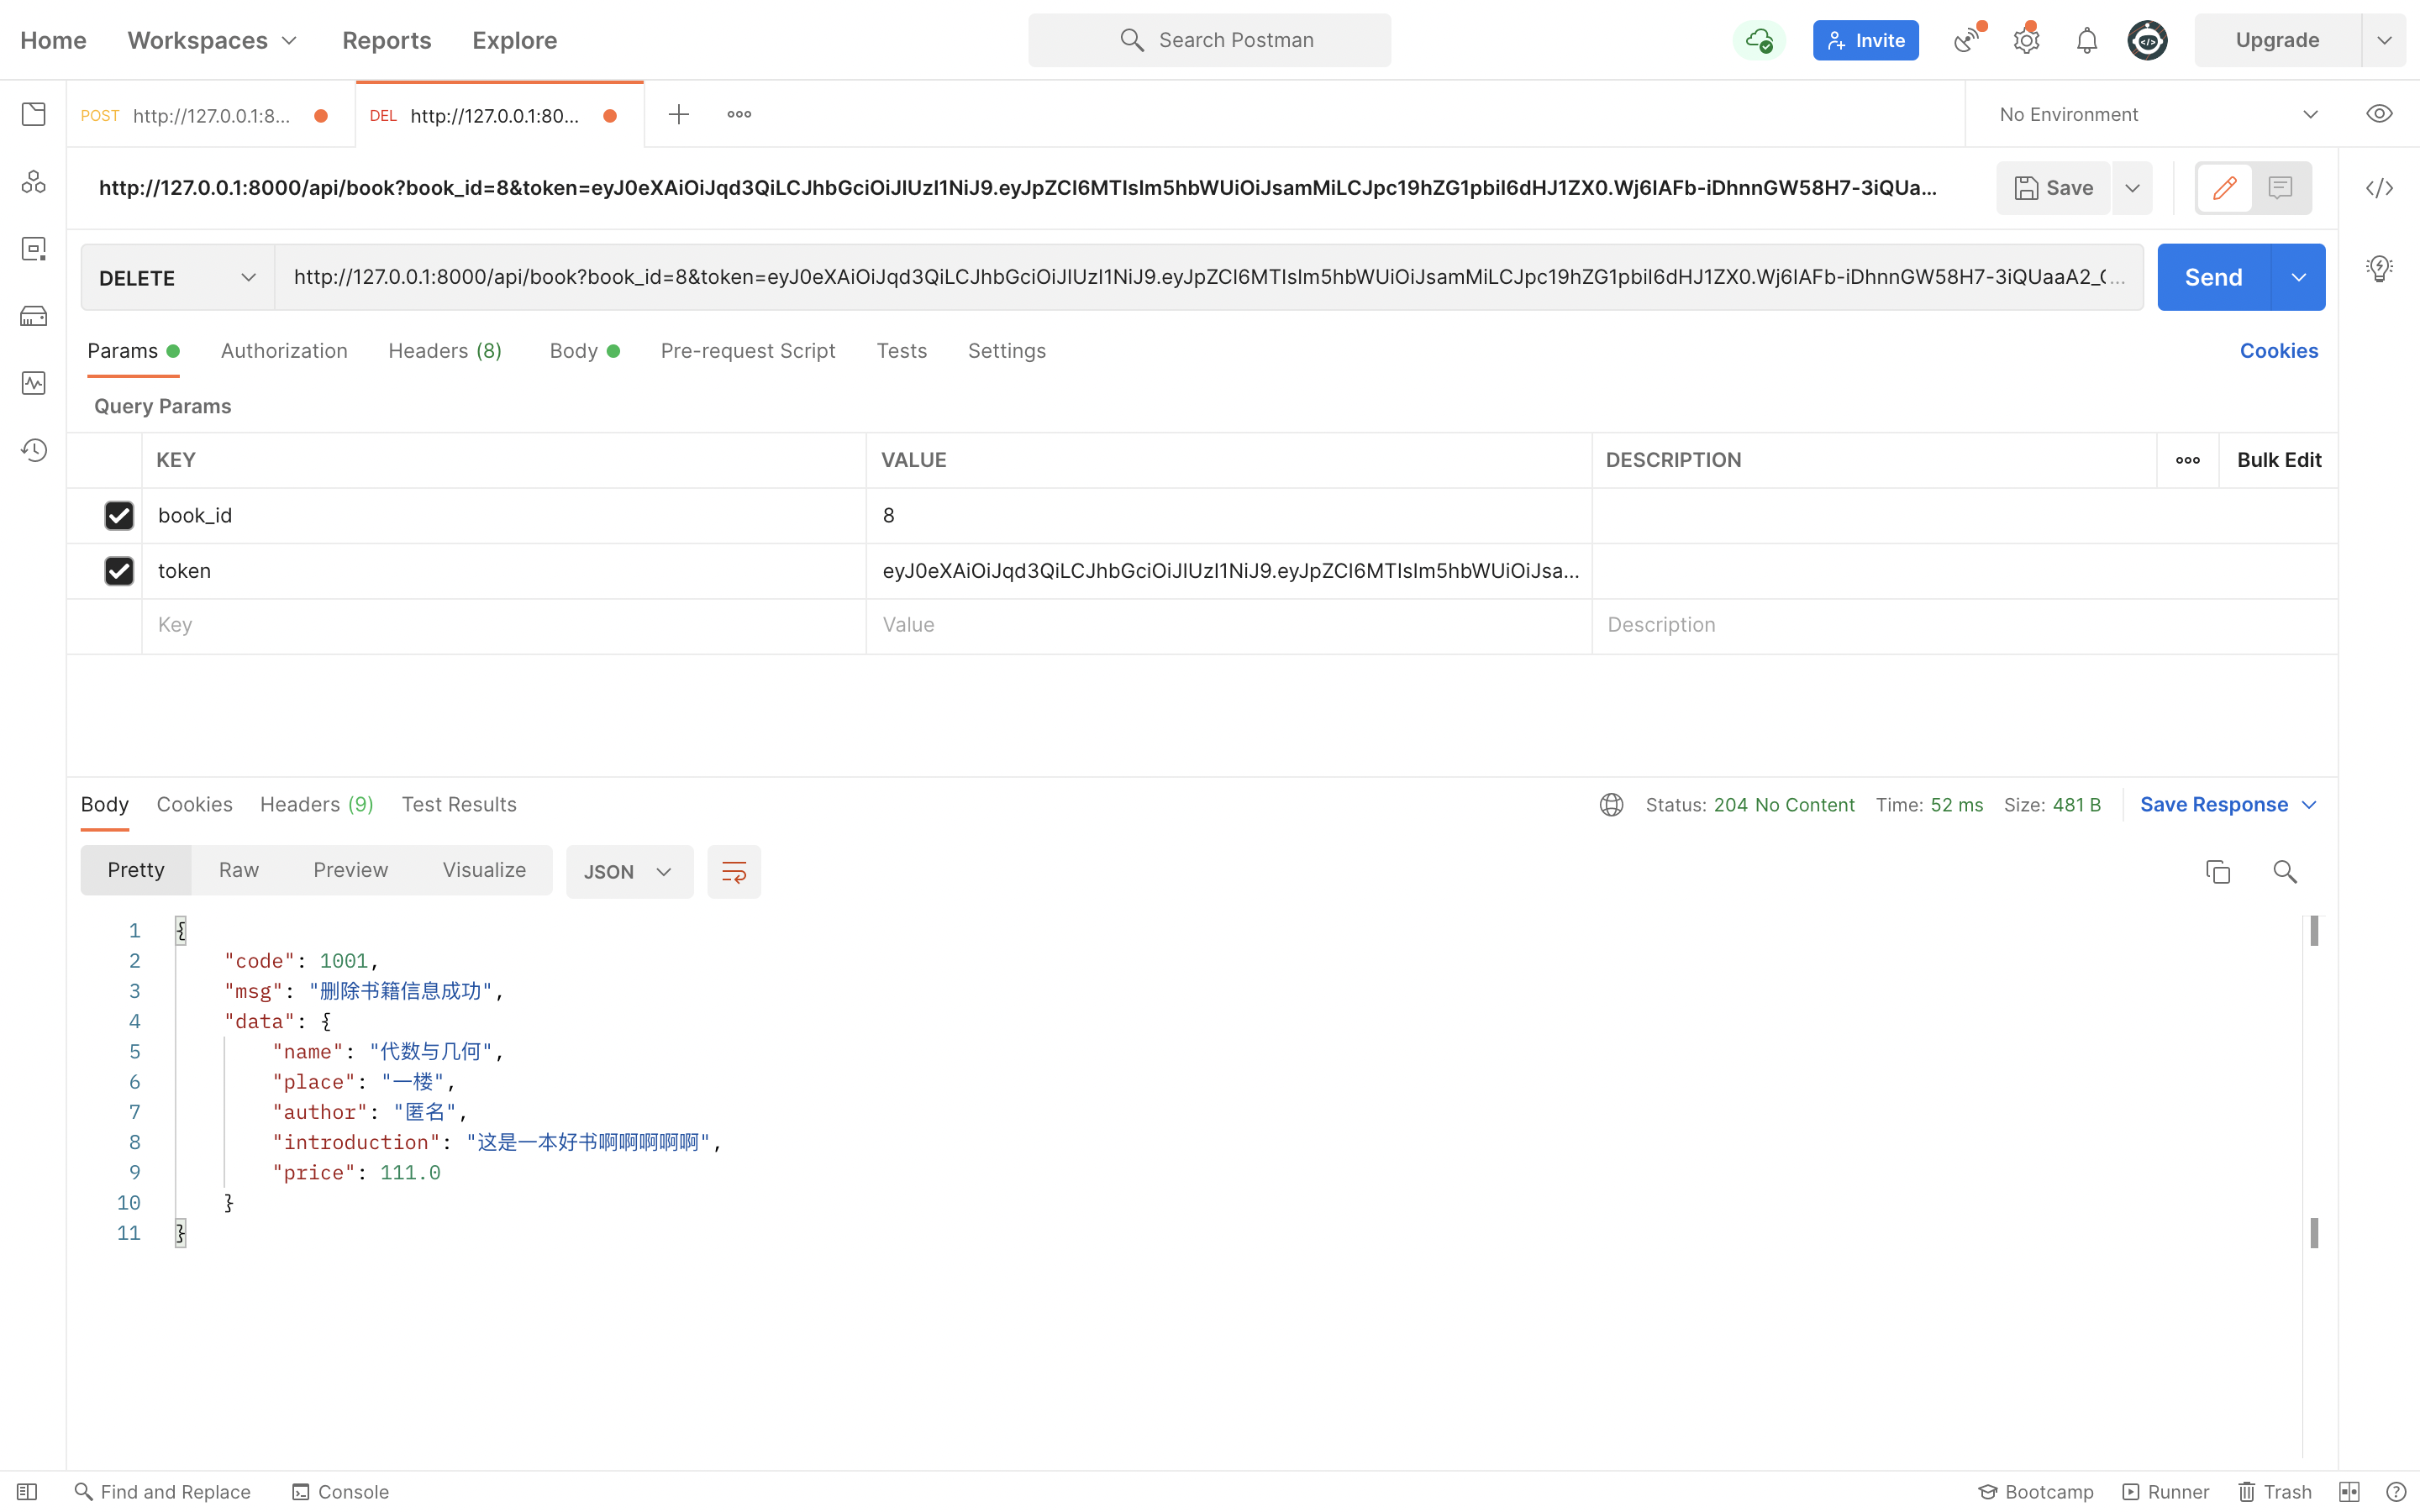 Home Workspaces Reports Explore Search Postman Invite Upgrade
POST http://127.0.0.1:8... DEL http://127.0.0.1:80... No Environment
http://127.0.0.1:8000/api/book?book_id=8&token=eyJ0eXAiOiJqd3QiLCJhbGciOiJIUzI1NiJ9.eyJpZCI6MTIsIm5hbWUiOiJsamMiLCJpc19hZG1pbiI6dHJ1ZX0.Wj6IAFb-iDhnnGW58H7-3iQUa... Save
DELETE http://127.0.0.1:8000/api/book?book_id=8&token=eyJ0eXAiOiJqd3QiLCJhbGciOiJIUzI1NiJ9.eyJpZCI6MTIsIm5hbWUiOiJsamMiLCJpc19hZG1pbiI6dHJ1ZX0.Wj6IAFb-iDhnnGW58H7-3iQUaaA2_... Send
Params Authorization Headers (8) Body Pre-request Script Tests Settings Cookies
Query Params
KEY VALUE DESCRIPTION Bulk Edit
book_id 8
token eyJ0eXAiOiJqd3QiLCJhbGciOiJIUzI1NiJ9.eyJpZCI6MTIsIm5hbWUiOiJsa...
Key Value Description
Body Cookies Headers (9) Test Results Status: 204 No Content Time: 52 ms Size: 481 B Save Response
Pretty Raw Preview Visualize JSON
1 {
2 "code": 1001,
3 "msg": "删除书籍信息成功",
4 "data": {
5 "name": "代数与几何",
6 "place": "一楼",
7 "author": "匿名",
8 "introduction": "这是一本好书啊啊啊啊啊",
9 "price": 111.0
10 }
11 }
Find and Replace Console Bootcamp Runner Trash